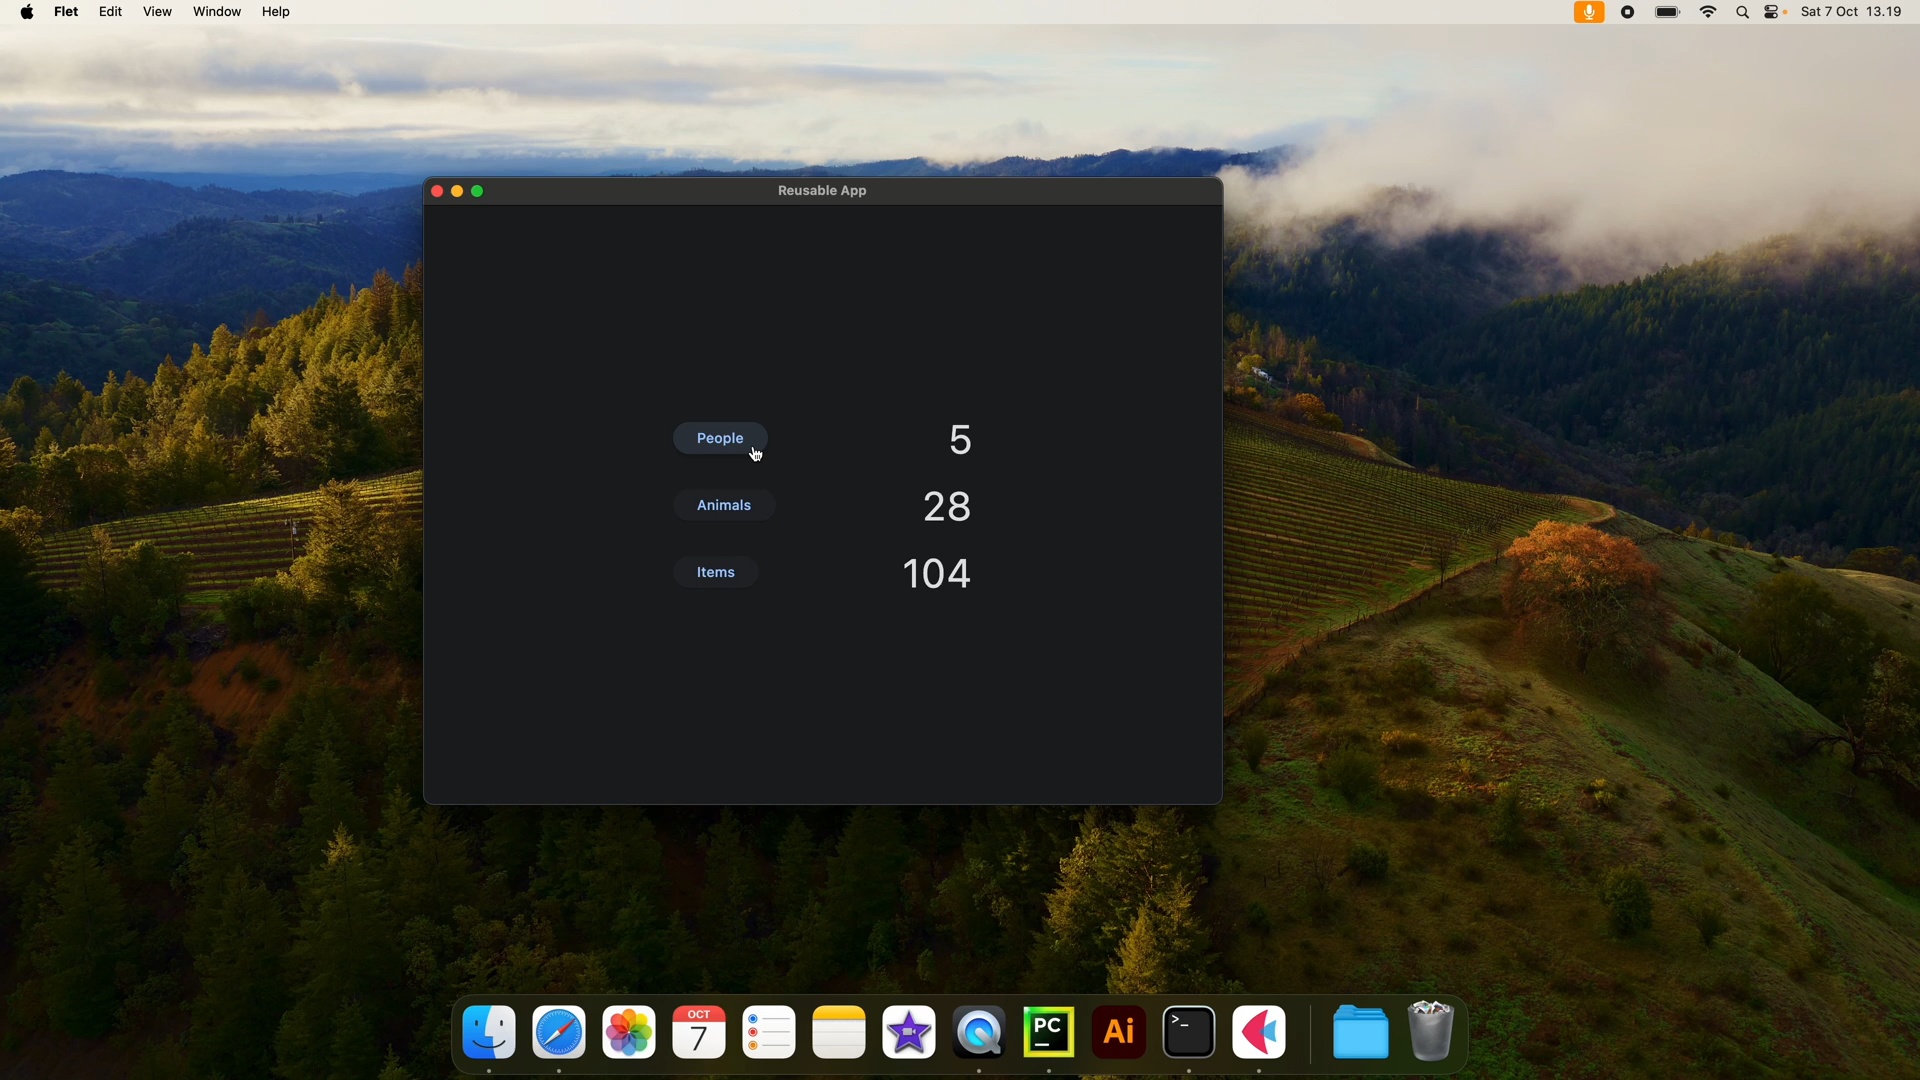 Flet Edit View Window Help Sat 7 Oct 13.19
Reusable App
People 5
Animals 28
Items 104
OCT
7
PC
Ai
>_